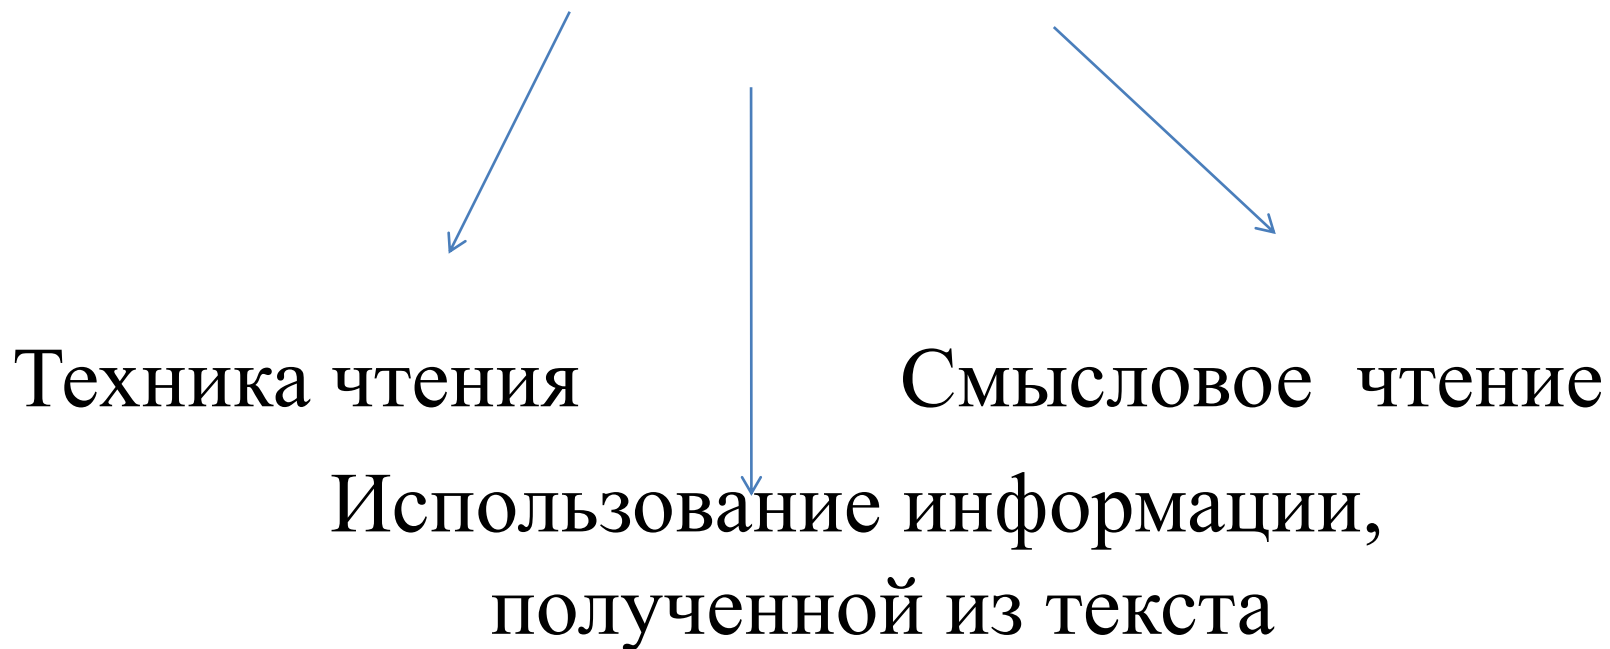 Техника чтения
Смысловое чтение
Использование информации,
полученной из текста